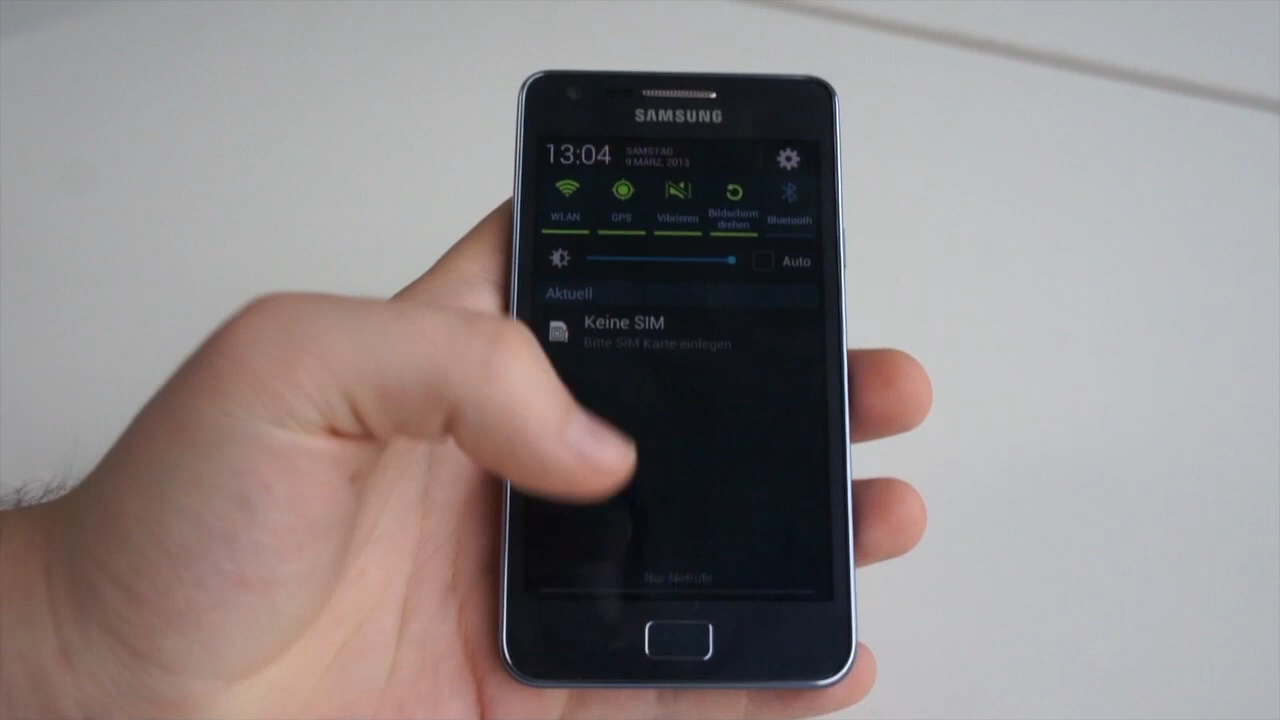 SAMSUNG
13:04
SAMSTAG
9 MÄRZ, 2013
WLAN
GPS
Vibrieren
Bildschirm
drehen
Bluetooth
Auto
Aktuell
Keine SIM
Bitte SIM Karte einlegen
Nur Notrufe